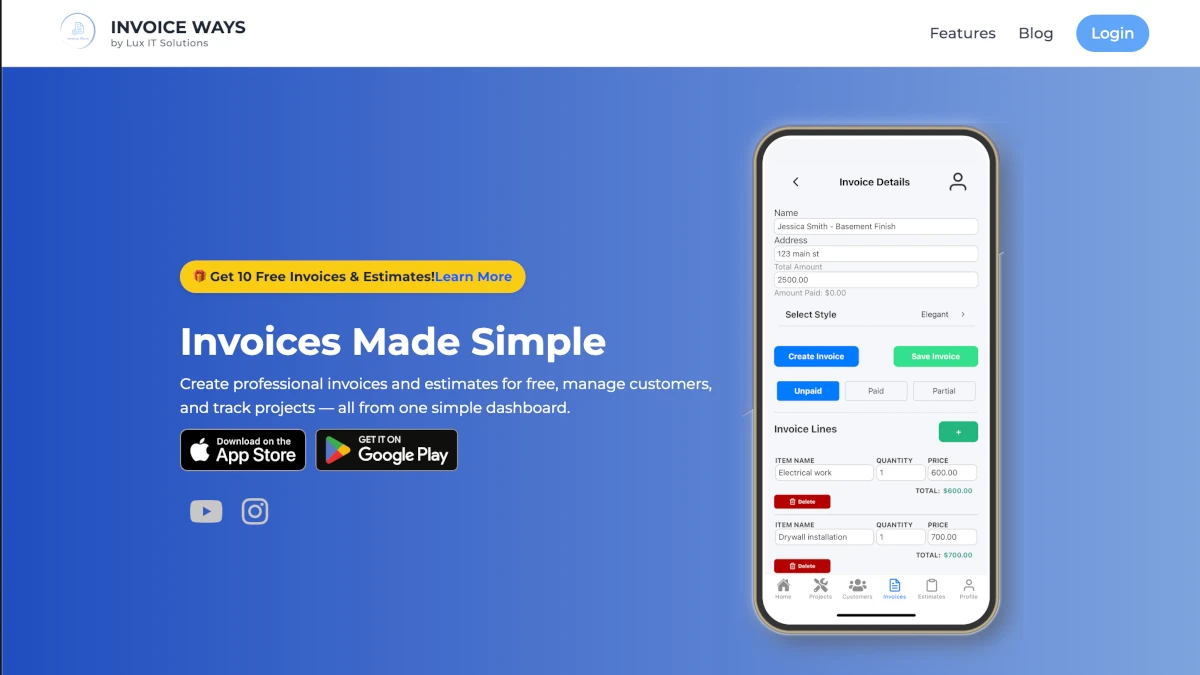 INVOICE WAYS
by Lux IT Solutions
Features
Blog
Login
Get 10 Free Invoices & Estimates!Learn More
Invoices Made Simple
Create professional invoices and estimates for free, manage customers,
and track projects — all from one simple dashboard.
Download on the
App Store
GET IT ON
Google Play
Invoice Details
Name
Jessica Smith - Basement Finish
Address
123 main st
Total Amount
2500.00
Amount Paid: $0.00
Select Style
Elegant
Create Invoice
Save Invoice
Unpaid
Paid
Partial
Invoice Lines
+
ITEM NAME QUANTITY PRICE
Electrical work 1 600.00
TOTAL: $600.00
Delete
ITEM NAME QUANTITY PRICE
Drywall installation 1 700.00
TOTAL: $700.00
Delete
Home Projects Customers Invoices Estimates Profile